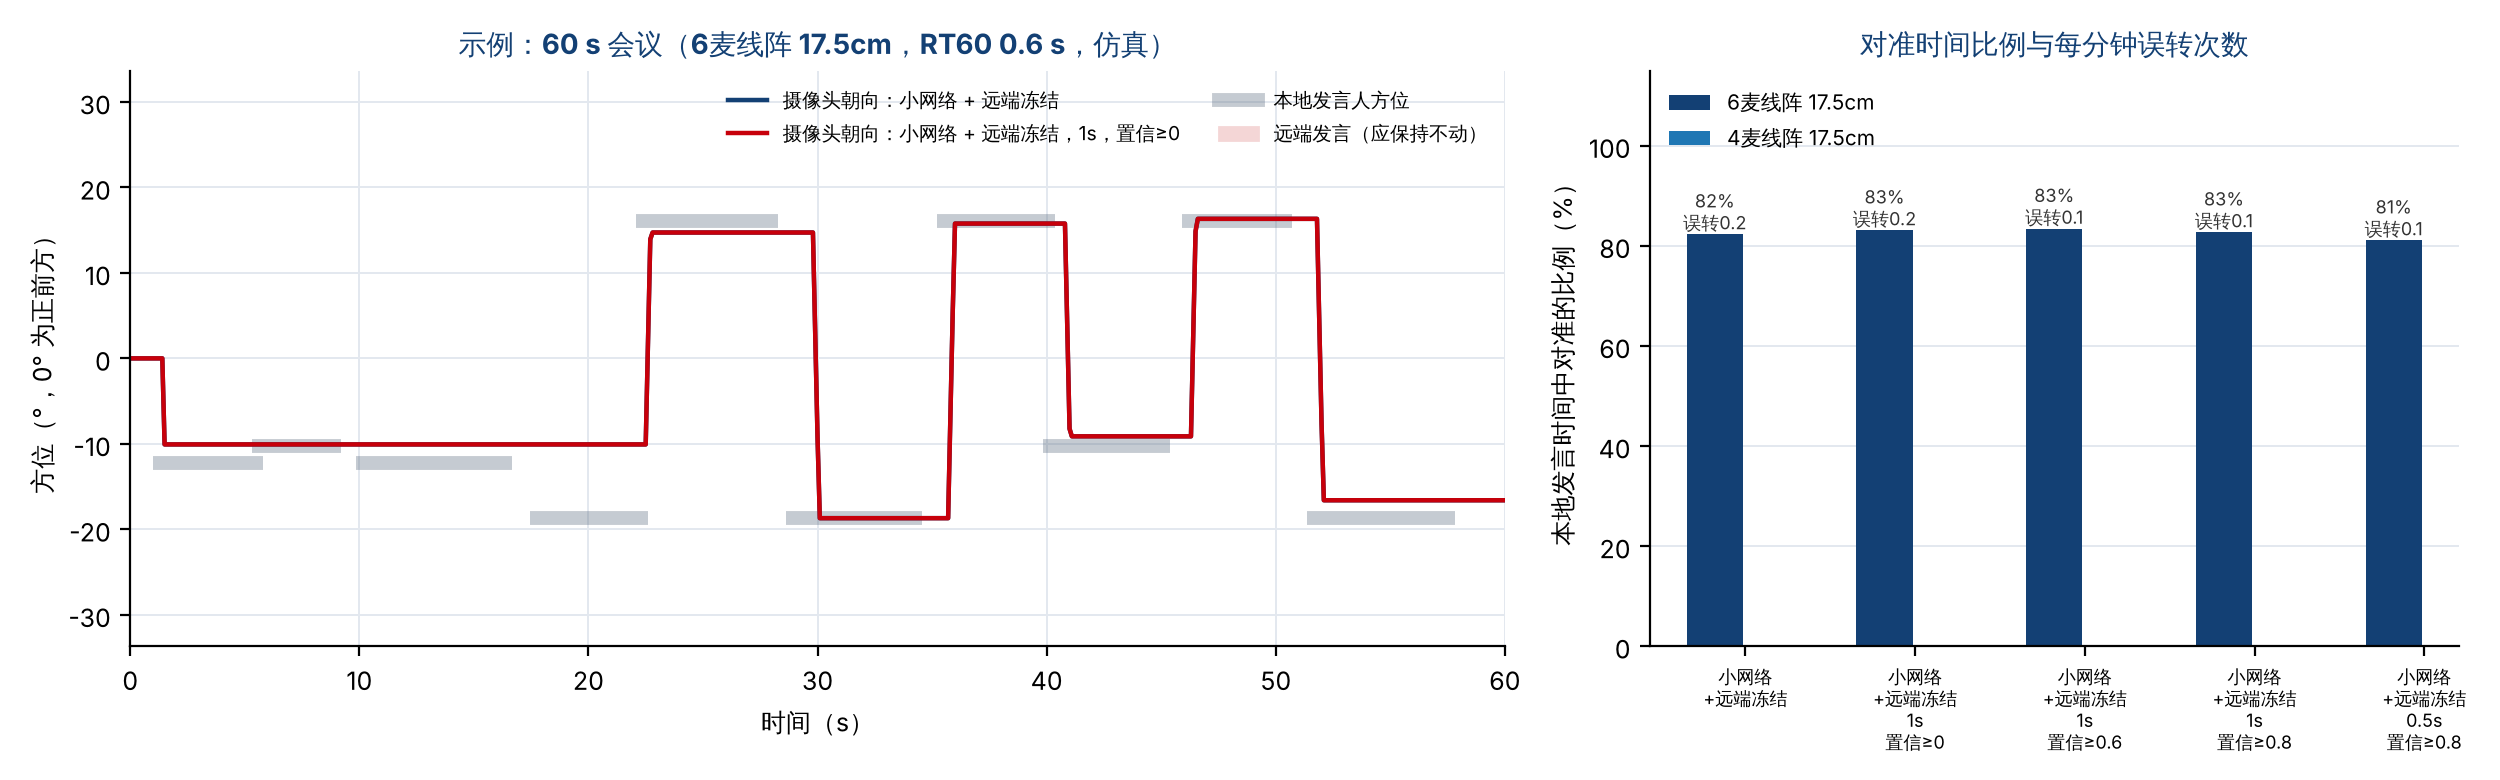 示例：60 s 会议（6麦线阵 17.5cm，RT60 0.6 s，仿真）
方位（°，0° 为正前方）
30
20
10
0
-10
-20
-30
摄像头朝向：小网络 + 远端冻结
摄像头朝向：小网络 + 远端冻结，1s，置信≥0
本地发言人方位
远端发言（应保持不动）
0
10
20
30
40
50
60
时间（s）
对准时间比例与每分钟误转次数
本地发言时间中对准的比例（%）
100
80
60
40
20
0
6麦线阵 17.5cm
4麦线阵 17.5cm
82%
误转0.2
83%
误转0.2
83%
误转0.1
83%
误转0.1
81%
误转0.1
小网络
+远端冻结
小网络
+远端冻结
1s
置信≥0
小网络
+远端冻结
1s
置信≥0.6
小网络
+远端冻结
1s
置信≥0.8
小网络
+远端冻结
0.5s
置信≥0.8